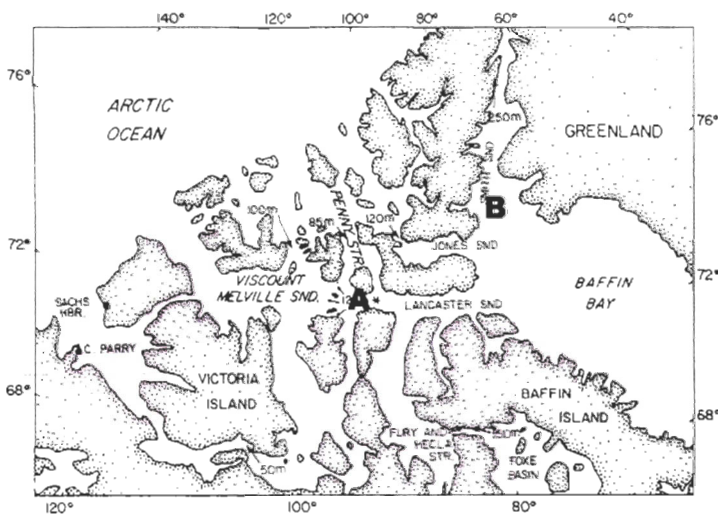 140° 120° 100° 80° 60° 40°
76°
ARCTIC
OCEAN
250m
76°
GREENLAND
PENNY STR.
B
100m
85m
120m
JONES SND
72°
VISCOUNT
MELVILLE SND.
A
LANCASTER SND
BAFFIN
BAY
72°
SACHS
HBR.
C. PARRY
68°
VICTORIA
ISLAND
BAFFIN
ISLAND
68°
FURY AND
HECLA
STR.
150m
FOXE
BASIN
50m
120° 100° 80°